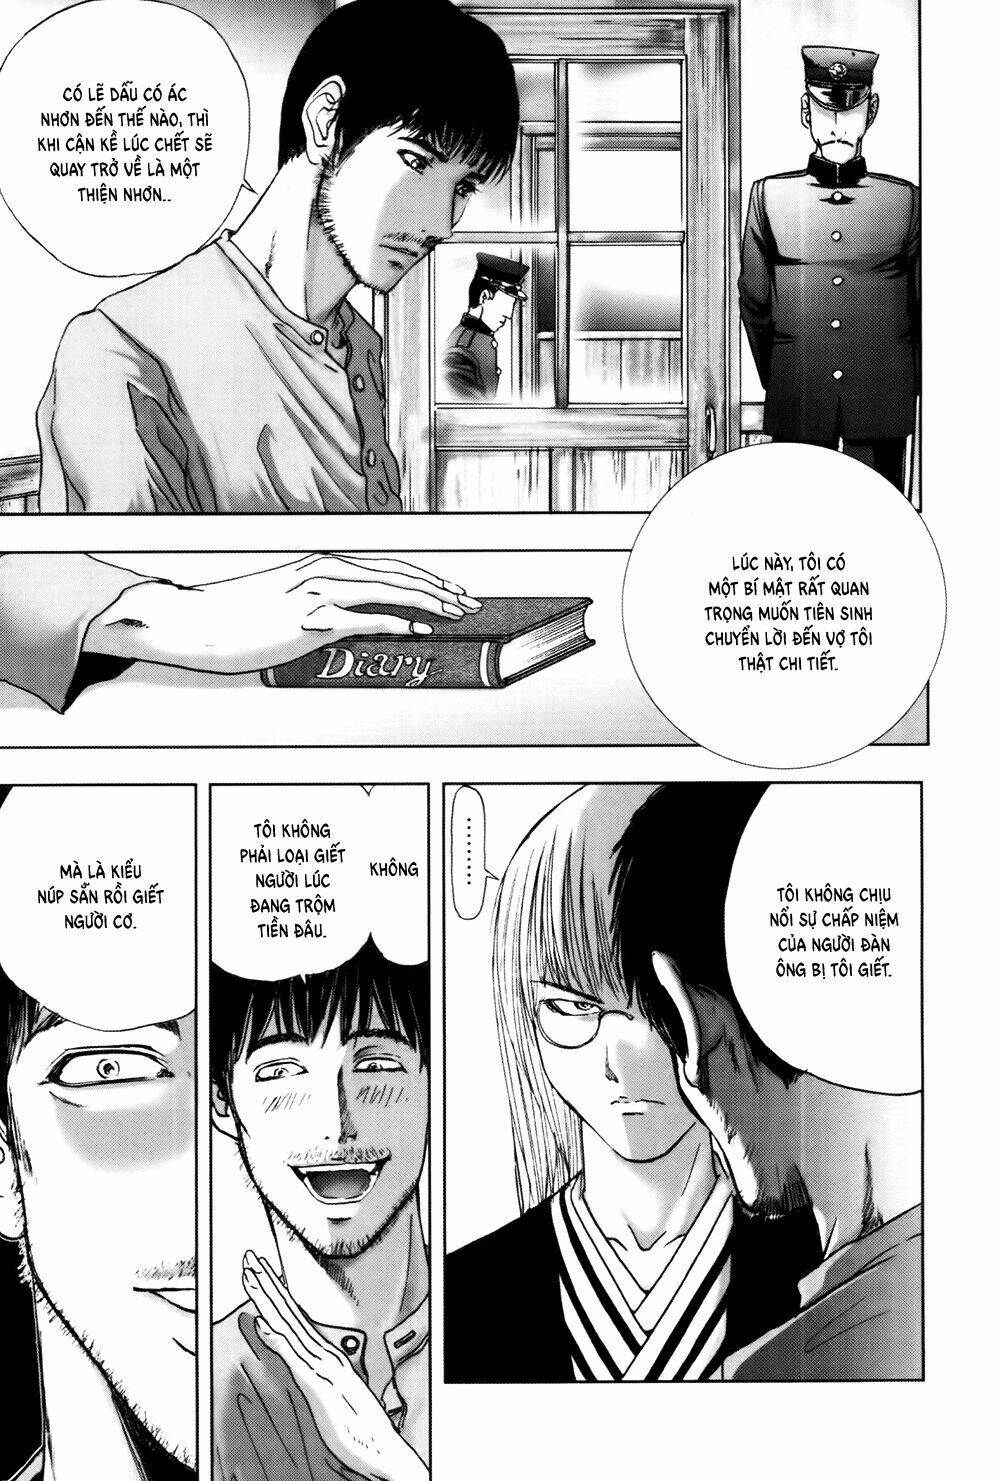 CÓ LẼ DẪU CÓ ÁC
NHƠN ĐẾN THẾ NÀO, THÌ
KHI CẬN KỀ LÚC CHẾT SẼ
QUAY TRỞ VỀ LÀ MỘT
THIỆN NHƠN..
LÚC NÀY, TÔI CÓ
MỘT BÍ MẬT RẤT QUAN
TRỌNG MUỐN TIÊN SINH
CHUYỂN LỜI ĐẾN VỢ TÔI
THẬT CHI TIẾT.
Diary
TÔI KHÔNG CHỊU
NỔI SỰ CHẤP NIỆM
CỦA NGƯỜI ĐÀN
ÔNG BỊ TÔI GIẾT.
.........
KHÔNG
TÔI KHÔNG
PHẢI LOẠI GIẾT
NGƯỜI LÚC
ĐANG TRỘM
TIỀN ĐÂU.
MÀ LÀ KIỂU
NÚP SẴN RỒI GIẾT
NGƯỜI CƠ.